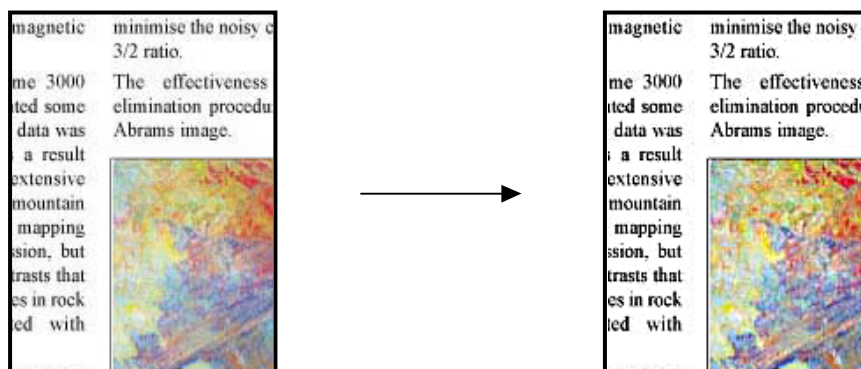 magnetic
me 3000
ted some
data was
a result
extensive
mountain
mapping
ssion, but
trasts that
es in rock
ted with
minimise the noisy c
3/2 ratio.
The effectiveness
elimination procedu
Abrams image.
magnetic
me 3000
ted some
data was
a result
extensive
mountain
mapping
ssion, but
trasts that
es in rock
ted with
minimise the noisy
3/2 ratio.
The effectiveness
elimination procedu
Abrams image.